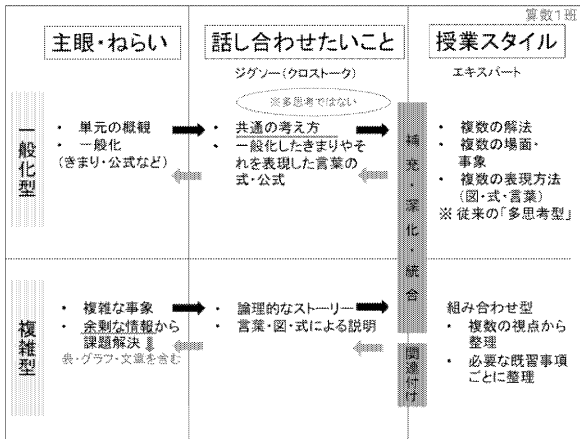 算数1班
主眼・ねらい
話し合わせたいこと
授業スタイル
ジグソー(クロストーク)
エキスパート
※多思考ではない
一般化型
・ 単元の概観
・ 一般化
(きまり・公式など)
・ 共通の考え方
・ 一般化したきまりやそ
れを表現した言葉の
式・公式
補充・深化・統合
・ 複数の解法
・ 複数の場面・
事象
・ 複数の表現方法
(図・式・言葉)
※ 従来の「多思考型」
複雑型
・ 複雑な事象
・ 余剰な情報から
課題解決
表・グラフ・文章を含む
・ 論理的なストーリー
・ 言葉・図・式による説明
関連付け
組み合わせ型
・ 複数の視点から
整理
・ 必要な既習事項
ごとに整理